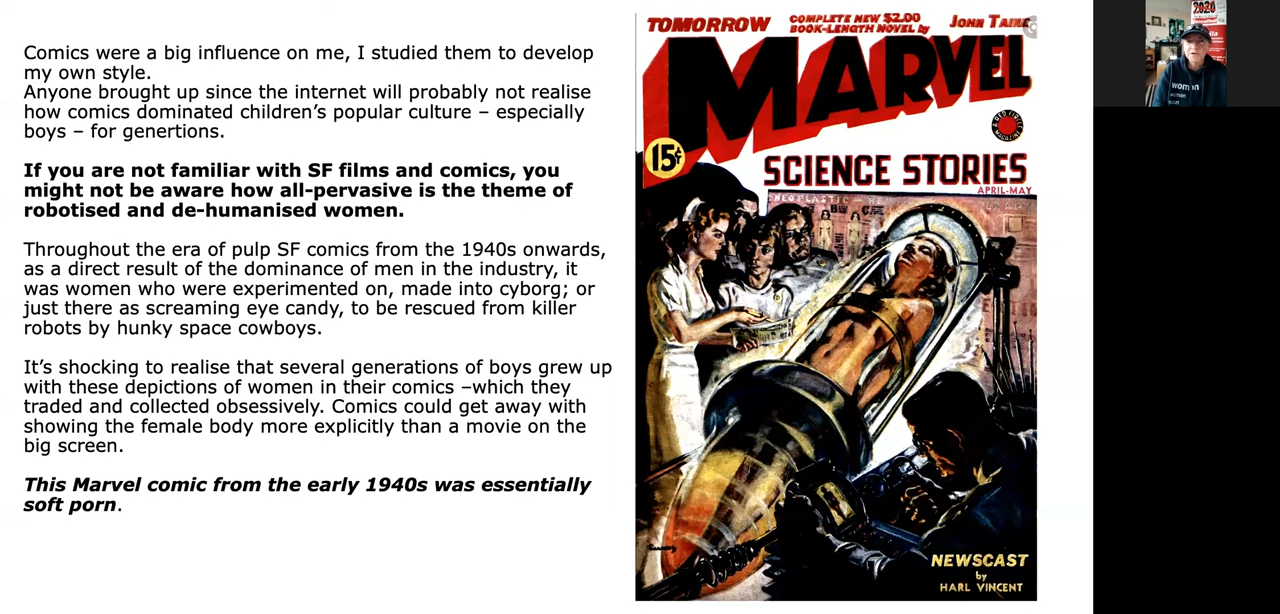 Comics were a big influence on me, I studied them to develop
my own style.
Anyone brought up since the internet will probably not realise
how comics dominated children's popular culture – especially
boys – for genertions.
If you are not familiar with SF films and comics, you
might not be aware how all-pervasive is the theme of
robotised and de-humanised women.
Throughout the era of pulp SF comics from the 1940s onwards,
as a direct result of the dominance of men in the industry, it
was women who were experimented on, made into cyborg; or
just there as screaming eye candy, to be rescued from killer
robots by hunky space cowboys.
It's shocking to realise that several generations of boys grew up
with these depictions of women in their comics –which they
traded and collected obsessively. Comics could get away with
showing the female body more explicitly than a movie on the
big screen.
This Marvel comic from the early 1940s was essentially
soft porn.
TOMORROW COMPLETE NEW $2.00 BOOK-LENGTH NOVEL by JOHN TAINE
MARVEL
A RED CIRCLE MAGAZINE
15¢
SCIENCE STORIES
APRIL-MAY
NEOPLASTIC
B C
NEWSCAST
by
HARL VINCENT
2020
woman
women
noun